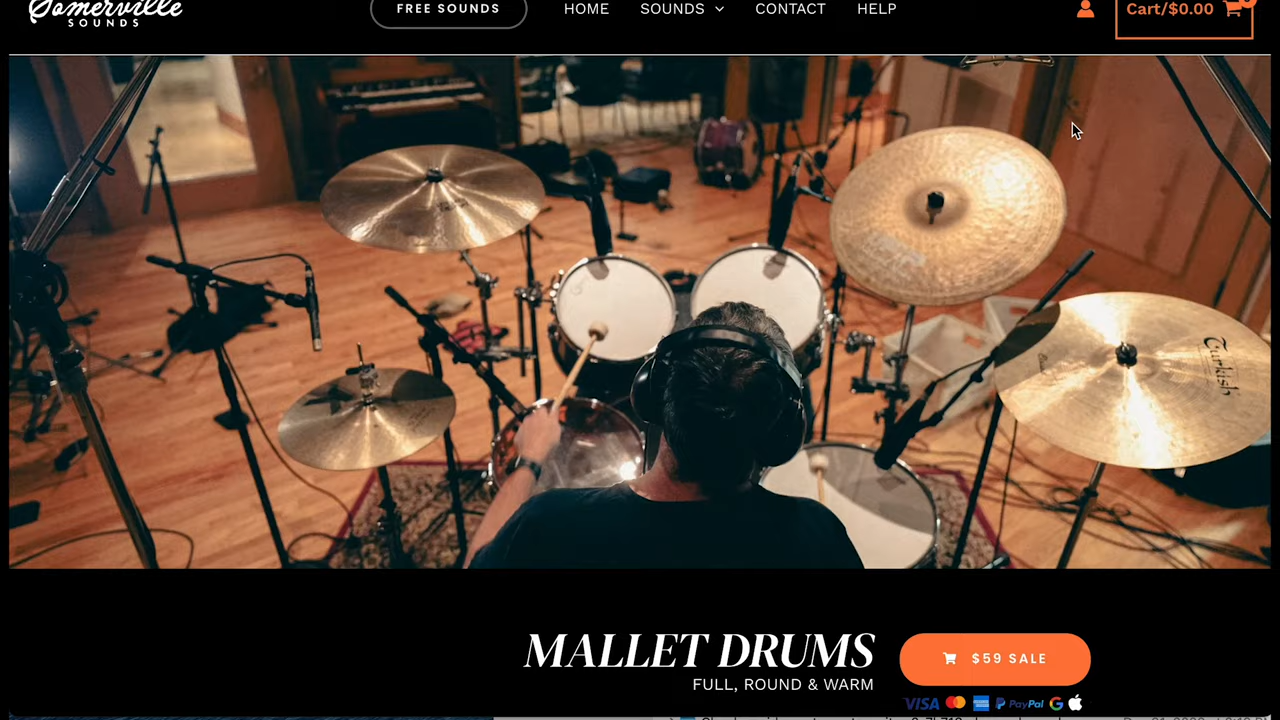 Somerville
SOUNDS
FREE SOUNDS
HOME
SOUNDS
CONTACT
HELP
Cart/$0.00
Turkish
MALLET DRUMS
$59 SALE
FULL, ROUND & WARM
VISA
PayPal
G